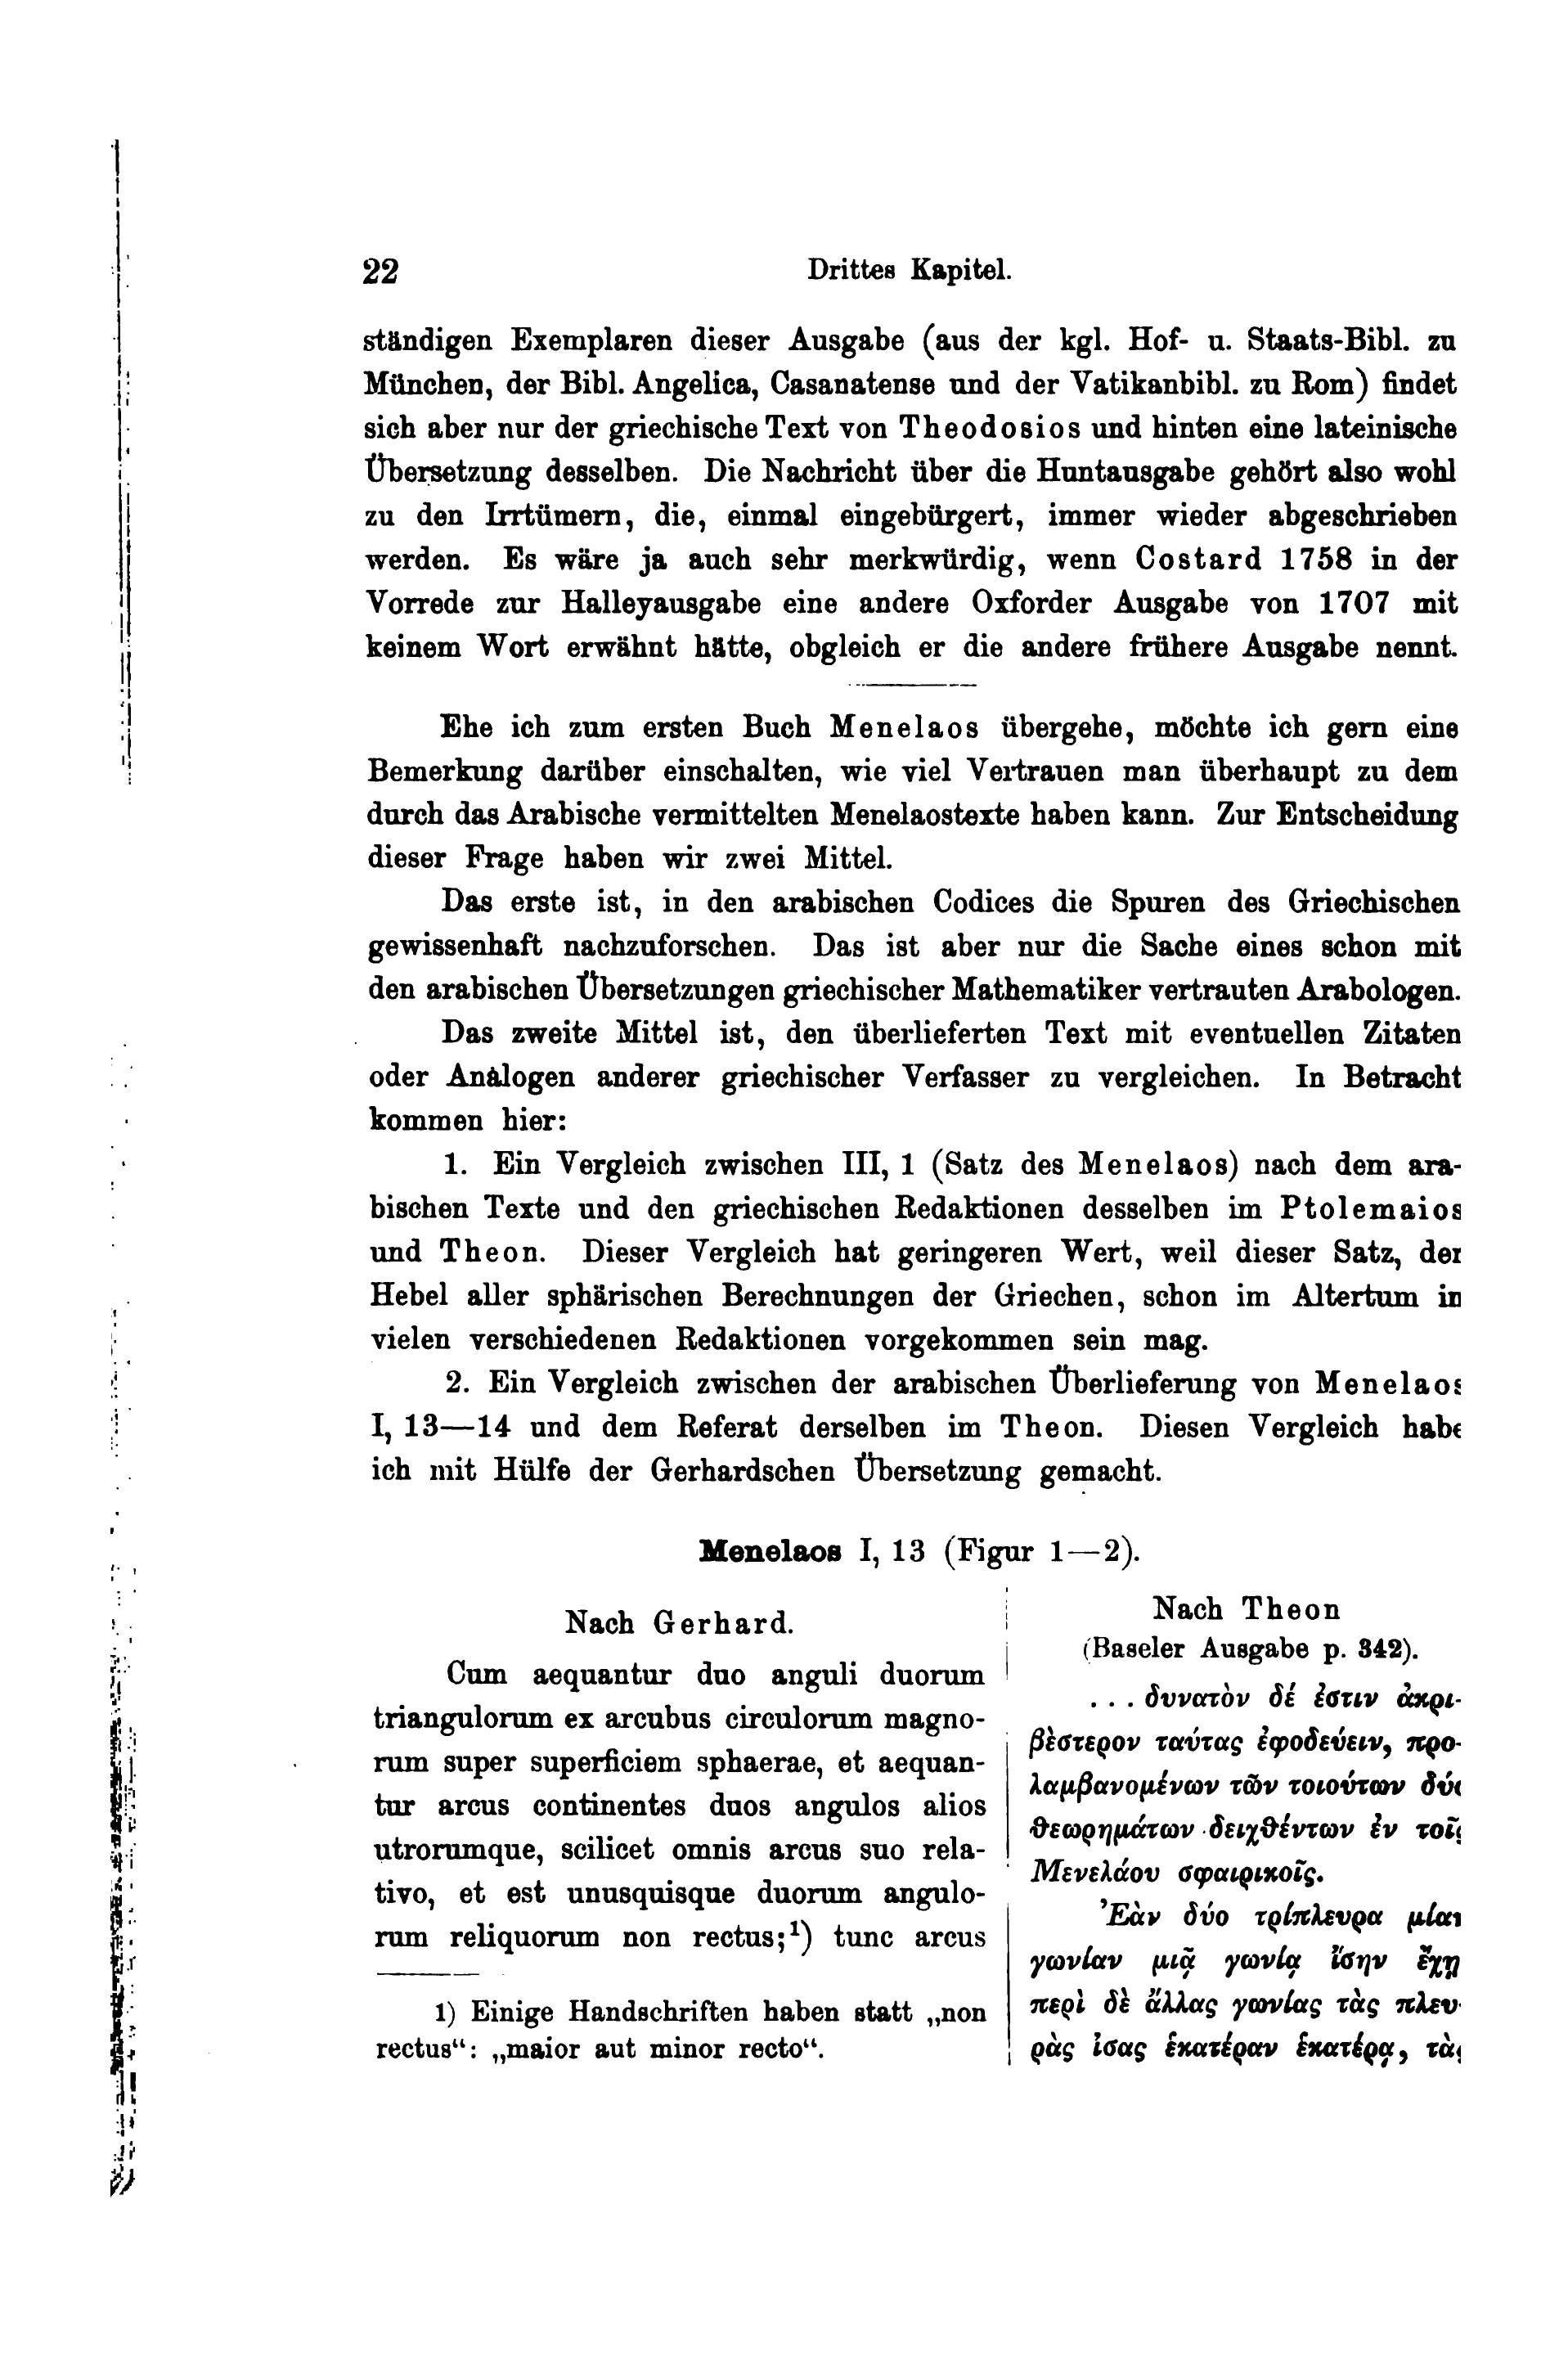 22 Drittes Kapitel.
ständigen Exemplaren dieser Ausgabe (aus der kgl. Hof- u. Staats-Bibl. zu
München, der Bibl. Angelica, Casanatense und der Vatikanbibl. zu Rom) findet
sich aber nur der griechische Text von Theodosios und hinten eine lateinische
Übersetzung desselben. Die Nachricht über die Huntausgabe gehört also wohl
zu den Irrtümern, die, einmal eingebürgert, immer wieder abgeschrieben
werden. Es wäre ja auch sehr merkwürdig, wenn Costard 1758 in der
Vorrede zur Halleyausgabe eine andere Oxforder Ausgabe von 1707 mit
keinem Wort erwähnt hätte, obgleich er die andere frühere Ausgabe nennt.
Ehe ich zum ersten Buch Menelaos übergehe, möchte ich gern eine
Bemerkung darüber einschalten, wie viel Vertrauen man überhaupt zu dem
durch das Arabische vermittelten Menelaostexte haben kann. Zur Entscheidung
dieser Frage haben wir zwei Mittel.
Das erste ist, in den arabischen Codices die Spuren des Griechischen
gewissenhaft nachzuforschen. Das ist aber nur die Sache eines schon mit
den arabischen Übersetzungen griechischer Mathematiker vertrauten Arabologen.
Das zweite Mittel ist, den überlieferten Text mit eventuellen Zitaten
oder Analogen anderer griechischer Verfasser zu vergleichen. In Betracht
kommen hier:
1. Ein Vergleich zwischen III, 1 (Satz des Menelaos) nach dem ara-
bischen Texte und den griechischen Redaktionen desselben im Ptolemaios
und Theon. Dieser Vergleich hat geringeren Wert, weil dieser Satz, der
Hebel aller sphärischen Berechnungen der Griechen, schon im Altertum in
vielen verschiedenen Redaktionen vorgekommen sein mag.
2. Ein Vergleich zwischen der arabischen Überlieferung von Menelaos
I, 13—14 und dem Referat derselben im Theon. Diesen Vergleich habe
ich mit Hülfe der Gerhardschen Übersetzung gemacht.
Menelaos I, 13 (Figur 1—2).
Nach Gerhard.
Cum aequantur duo anguli duorum
triangulorum ex arcubus circulorum magno-
rum super superficiem sphaerae, et aequan-
tur arcus continentes duos angulos alios
utrorumque, scilicet omnis arcus suo rela-
tivo, et est unusquisque duorum angulo-
rum reliquorum non rectus;¹) tunc arcus
1) Einige Handschriften haben statt „non
rectus“: „maior aut minor recto“.
Nach Theon
(Baseler Ausgabe p. 342).
. . . δυνατὸν δέ ἐστιν ἀκρι-
βὲστερον ταύτας ἐφοδεύειν, προ-
λαμβανομένων τῶν τοιούτων δύο
θεωρημάτων δειχθέντων ἐν τοῖς
Μενελάου σφαιρικοῖς.
Ἐὰν δύο τρίπλευρα μίαν
γωνίαν μιᾷ γωνίᾳ ἴσην ἔχῃ
περὶ δὲ ἄλλας γωνίας τὰς πλευ-
ρὰς ἰσας ἑκατέραν ἑκατέρᾳ, τὰς